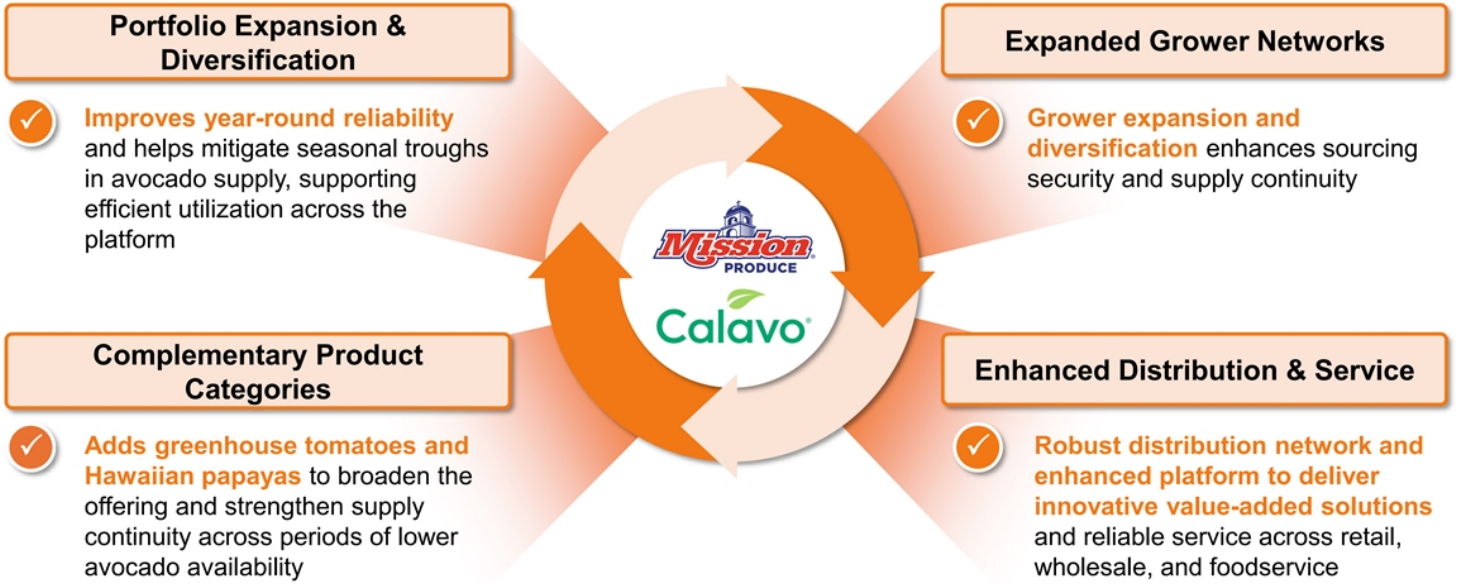 Portfolio Expansion &
Diversification
Improves year-round reliability
and helps mitigate seasonal troughs
in avocado supply, supporting
efficient utilization across the
platform
Expanded Grower Networks
Grower expansion and
diversification enhances sourcing
security and supply continuity
Mission®
PRODUCE
Calavo®
Complementary Product
Categories
Adds greenhouse tomatoes and
Hawaiian papayas to broaden the
offering and strengthen supply
continuity across periods of lower
avocado availability
Enhanced Distribution & Service
Robust distribution network and
enhanced platform to deliver
innovative value-added solutions
and reliable service across retail,
wholesale, and foodservice